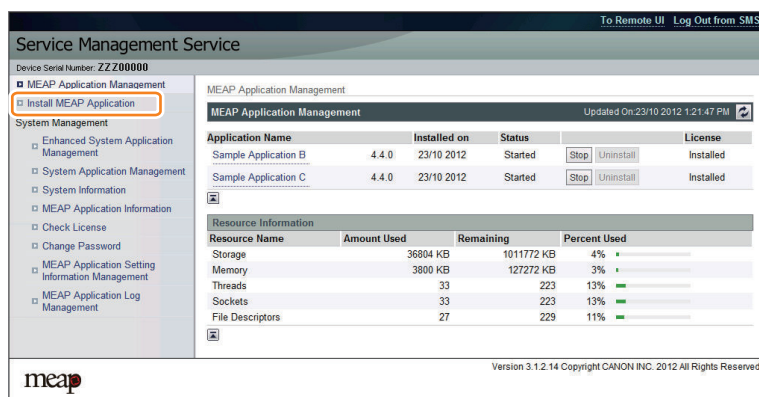 To Remote UI Log Out from SMS
Service Management Service
Device Serial Number: ZZZ00000
MEAP Application Management
Install MEAP Application
System Management
Enhanced System Application
Management
System Application Management
System Information
MEAP Application Information
Check License
Change Password
MEAP Application Setting
Information Management
MEAP Application Log
Management
MEAP Application Management
MEAP Application Management Updated On:23/10 2012 1:21:47 PM
Application Name Installed on Status License
Sample Application B 4.4.0 23/10 2012 Started Stop Uninstall Installed
Sample Application C 4.4.0 23/10 2012 Started Stop Uninstall Installed
Resource Information
Resource Name Amount Used Remaining Percent Used
Storage 36804 KB 1011772 KB 4%
Memory 3800 KB 127272 KB 3%
Threads 33 223 13%
Sockets 33 223 13%
File Descriptors 27 229 11%
Version 3.1.2.14 Copyright CANON INC. 2012 All Rights Reserved
meap